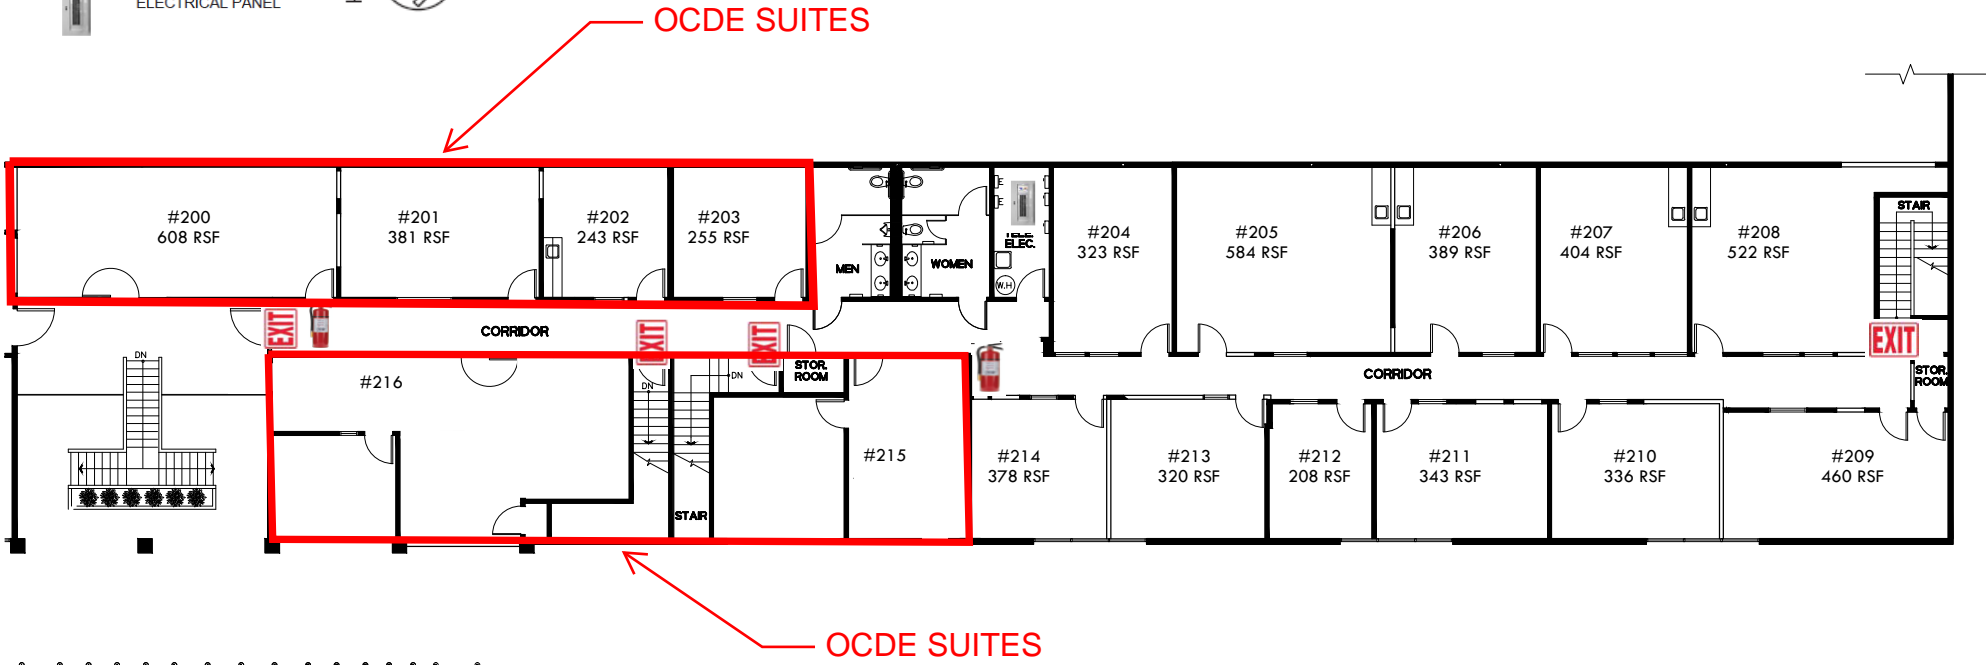 ELECTRICAL PANEL
OCDE SUITES
#200
608 RSF
#201
381 RSF
#202
243 RSF
#203
255 RSF
MEN
WOMEN
TELE.
ELEC.
W.H
#204
323 RSF
#205
584 RSF
#206
389 RSF
#207
404 RSF
#208
522 RSF
STAIR
EXIT
CORRIDOR
EXIT
EXIT
STOR.
ROOM
EXIT
CORRIDOR
STOR.
ROOM
DN
#216
DN
DN
#215
STAIR
#214
378 RSF
#213
320 RSF
#212
208 RSF
#211
343 RSF
#210
336 RSF
#209
460 RSF
OCDE SUITES